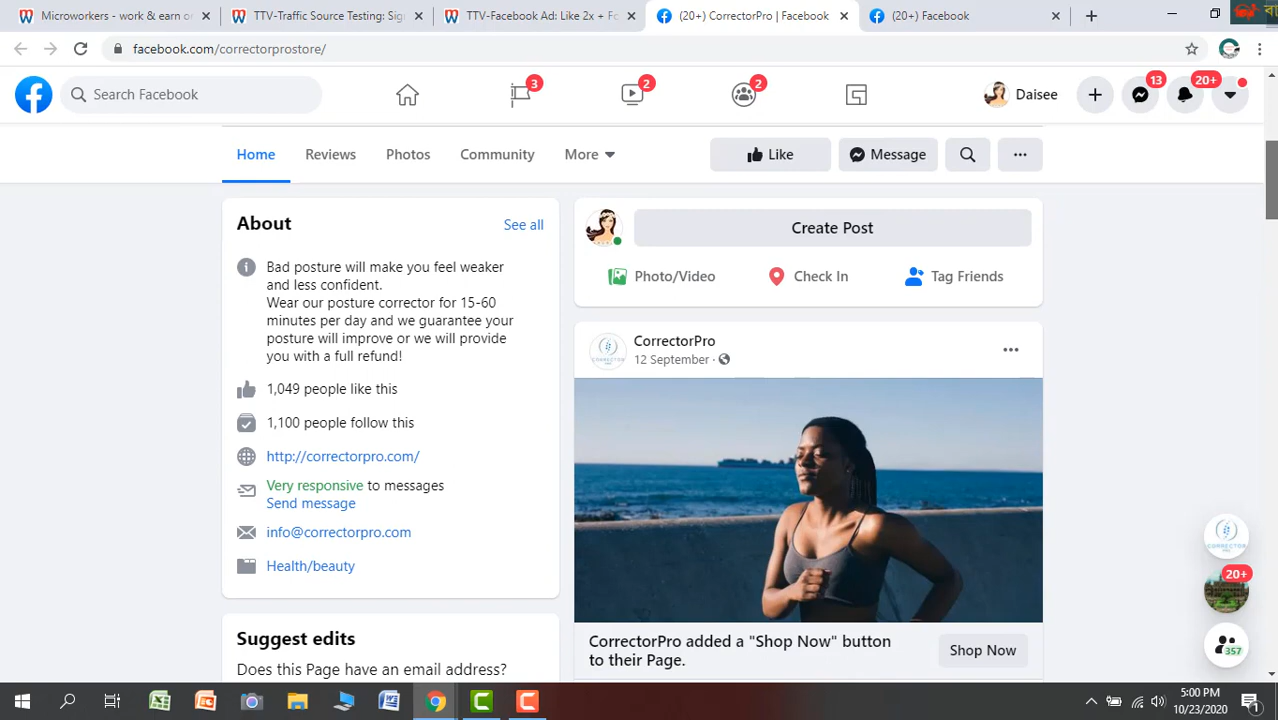 Microworkers - work & earn or
TTV-Traffic Source Testing: Sig
TTV-Facebook Ad: Like 2x + Fo
(20+) CorrectorPro | Facebook
(20+) Facebook
facebook.com/correctorprostore/
Search Facebook
3
2
2
Daisee
13
20+
Home
Reviews
Photos
Community
More
Like
Message
About
See all
Bad posture will make you feel weaker
and less confident.
Wear our posture corrector for 15-60
minutes per day and we guarantee your
posture will improve or we will provide
you with a full refund!
1,049 people like this
1,100 people follow this
http://correctorpro.com/
Very responsive to messages
Send message
info@correctorpro.com
Health/beauty
Suggest edits
Does this Page have an email address?
Create Post
Photo/Video
Check In
Tag Friends
CORRECTOR
CorrectorPro
12 September
CorrectorPro added a "Shop Now" button
to their Page.
Shop Now
CORRECTOR
20+
357
5:00 PM
10/23/2020
1